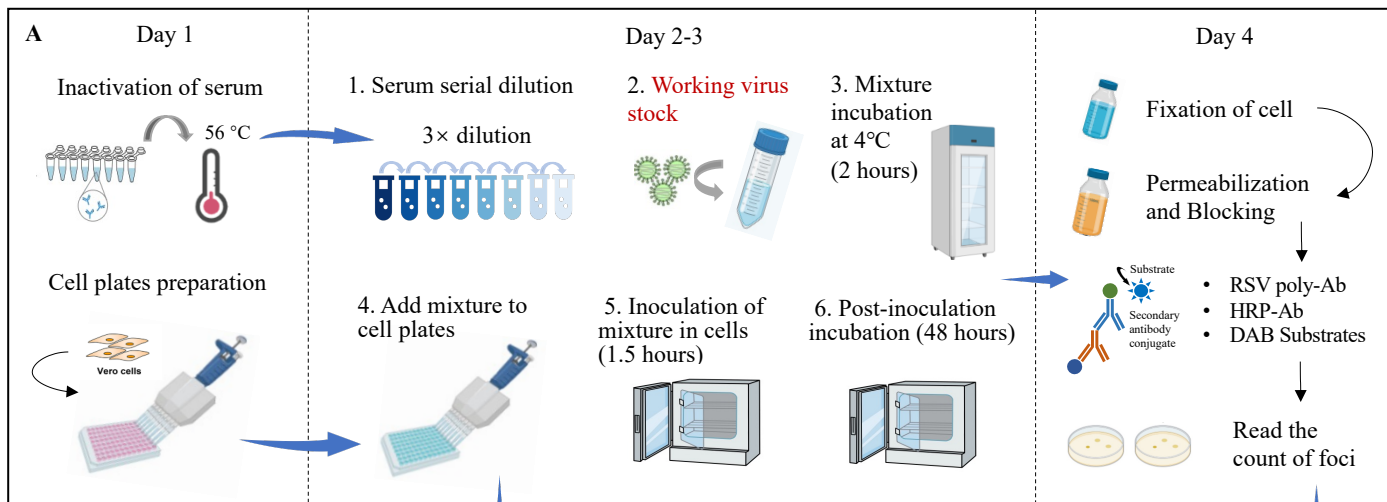 A
Day 1
Inactivation of serum
56 °C
Cell plates preparation
Vero cells
Day 2-3
1. Serum serial dilution
3× dilution
2. Working virus
stock
3. Mixture
incubation
at 4℃
(2 hours)
4. Add mixture to
cell plates
5. Inoculation of
mixture in cells
(1.5 hours)
6. Post-inoculation
incubation (48 hours)
Day 4
Fixation of cell
Permeabilization
and Blocking
Substrate
Secondary
antibody
conjugate
• RSV poly-Ab
• HRP-Ab
• DAB Substrates
Read the
count of foci